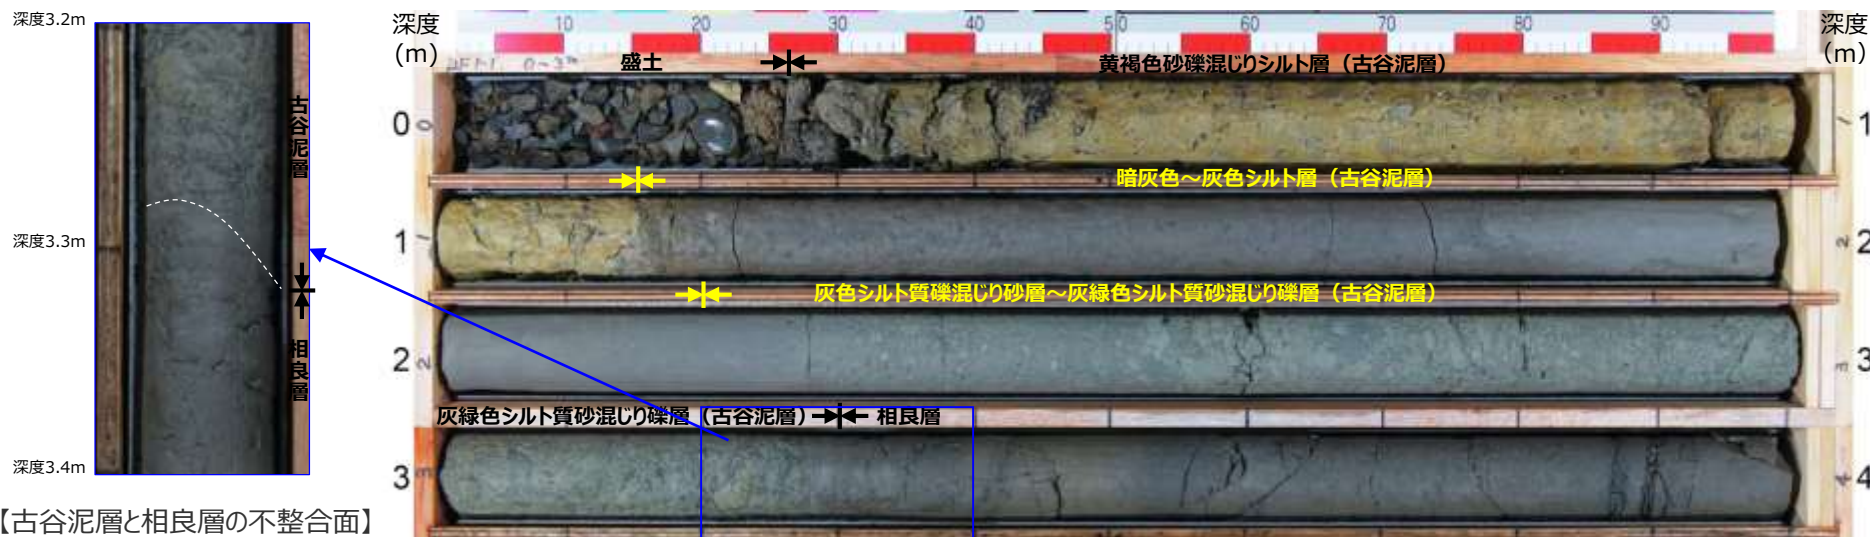 深度3.2m
深度3.3m
深度3.4m
古谷泥層
相良層
【古谷泥層と相良層の不整合面】
深度
(m)
深度
(m)
10 20 30 40 50 60 70 80 90
盛土
黄褐色砂礫混じりシルト層（古谷泥層）
0 0 1
暗灰色～灰色シルト層（古谷泥層）
1 1 2 2
灰色シルト質礫混じり砂層～灰緑色シルト質砂混じり礫層（古谷泥層）
2 2 3 3
灰緑色シルト質砂混じり礫層（古谷泥層）
相良層
3 3 4 4